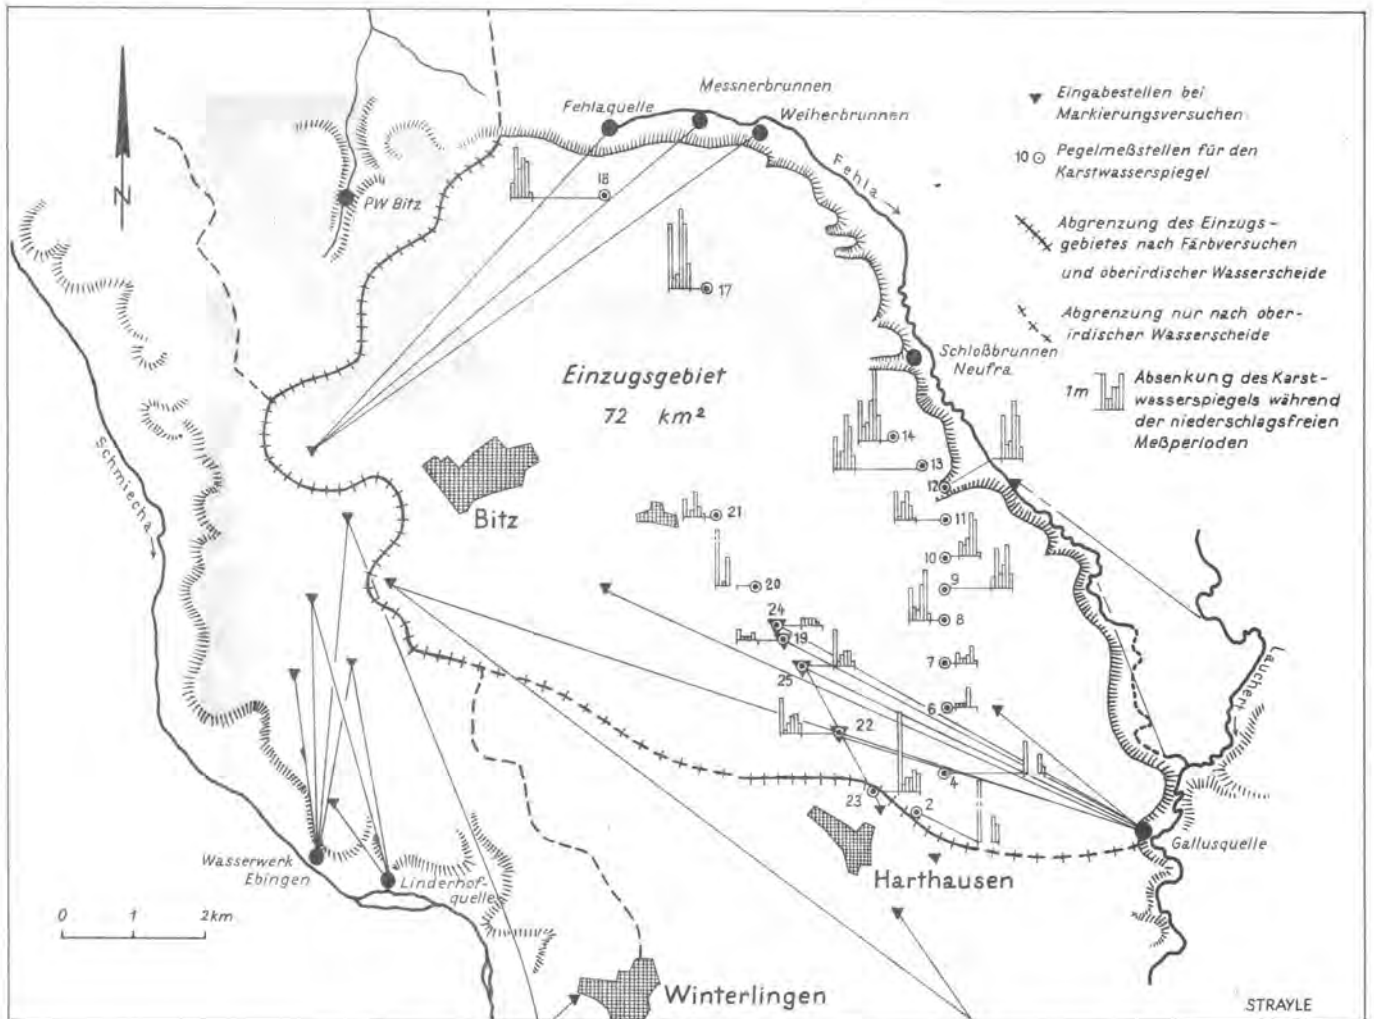 Messnerbrunnen
Fehlaquelle
Weiherbrunnen
Fehla
N
PW Bitz
18
17
Schloßbrunnen
Neufra
Einzugsgebiet
72 km²
Schmiecha
Bitz
14
13
12
11
10
9
8
7
6
21
20
24
19
25
22
4
23
2
Lauchert
Gallusquelle
Harthausen
Wasserwerk
Ebingen
Linderhof-
quelle
0 1 2km
Winterlingen
STRAYLE
Eingabestellen bei
Markierungsversuchen
10 Pegelmeßstellen für den
Karstwasserspiegel
Abgrenzung des Einzugs-
gebietes nach Färbversuchen
und oberirdischer Wasserscheide
Abgrenzung nur nach ober-
irdischer Wasserscheide
1m Absenkung des Karst-
wasserspiegels während
der niederschlagsfreien
Meßperioden